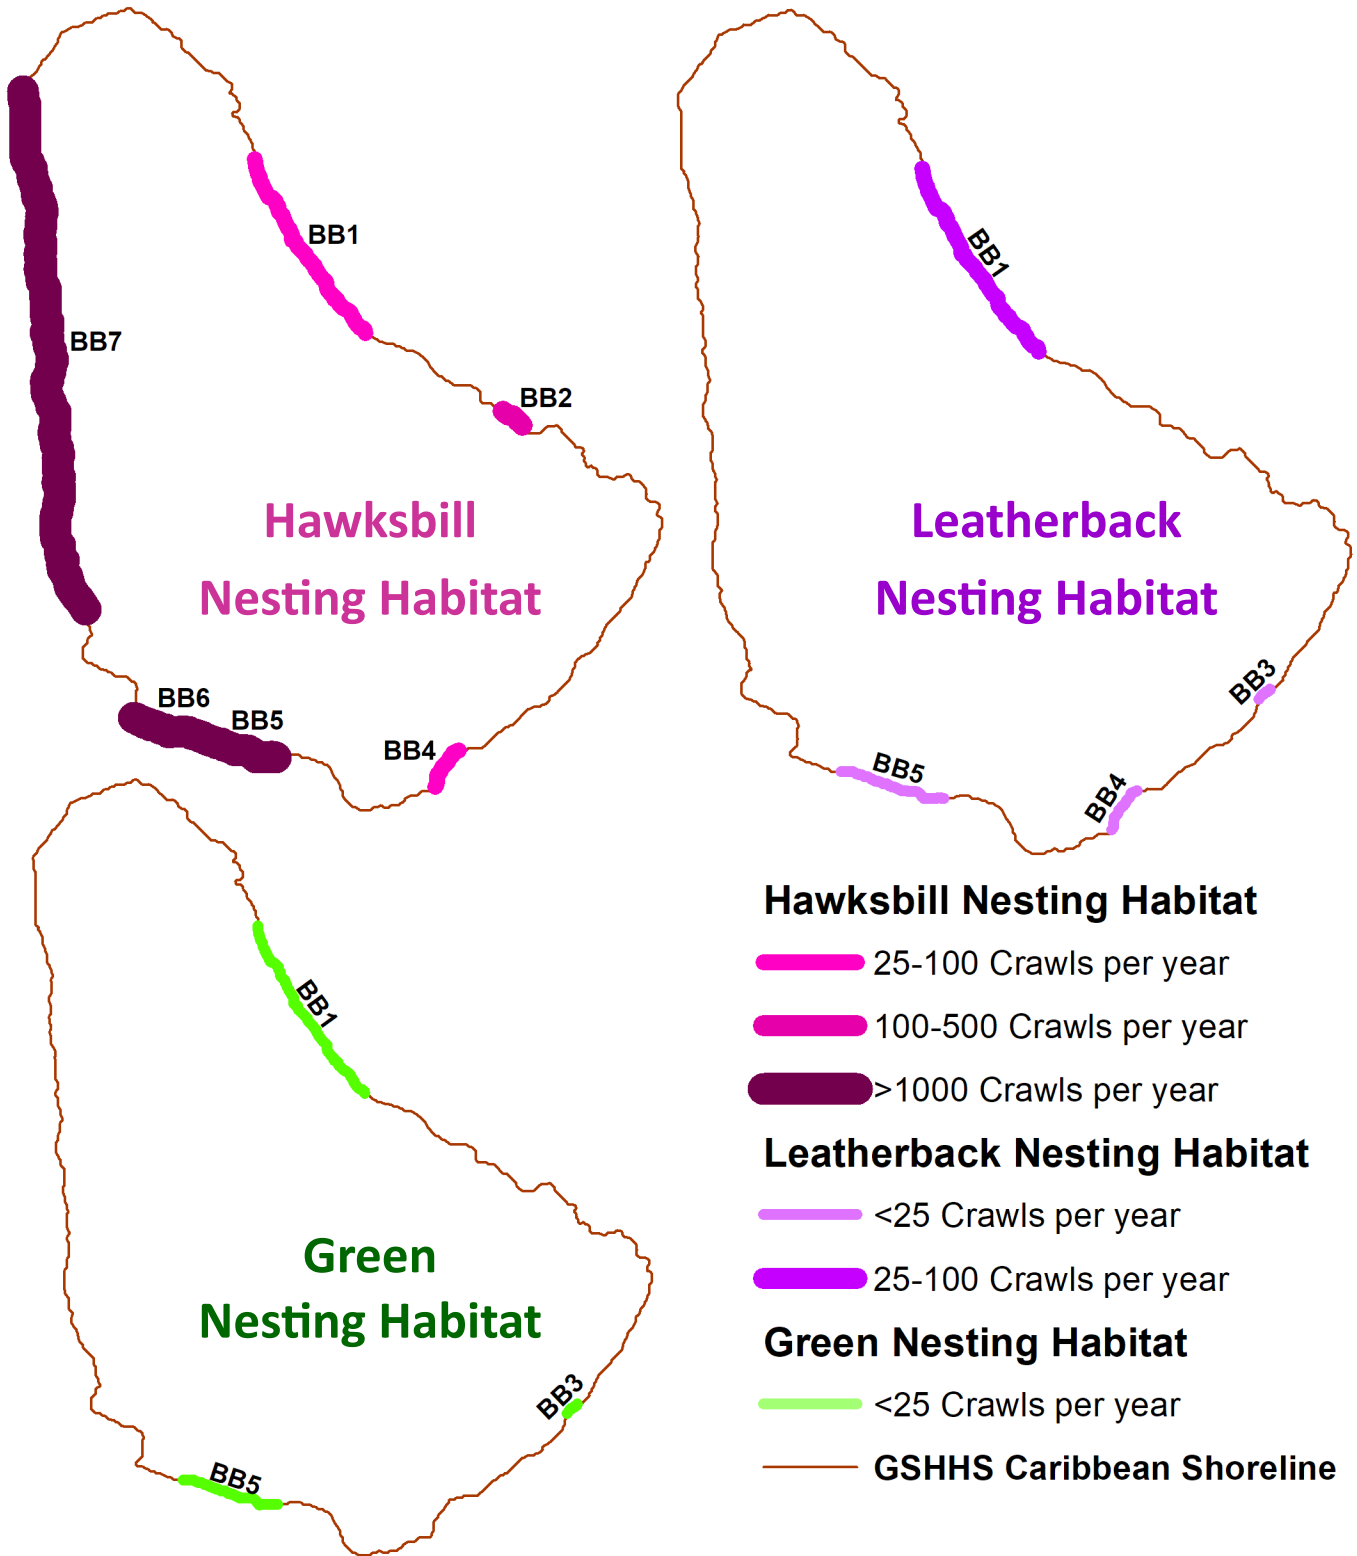 BB1
BB7
BB2
Hawksbill
Nesting Habitat
BB6
BB5
BB4
BB1
Leatherback
Nesting Habitat
BB3
BB5
BB4
BB1
Green
Nesting Habitat
BB3
BB5
Hawksbill Nesting Habitat
25-100 Crawls per year
100-500 Crawls per year
>1000 Crawls per year
Leatherback Nesting Habitat
<25 Crawls per year
25-100 Crawls per year
Green Nesting Habitat
<25 Crawls per year
GSHHS Caribbean Shoreline